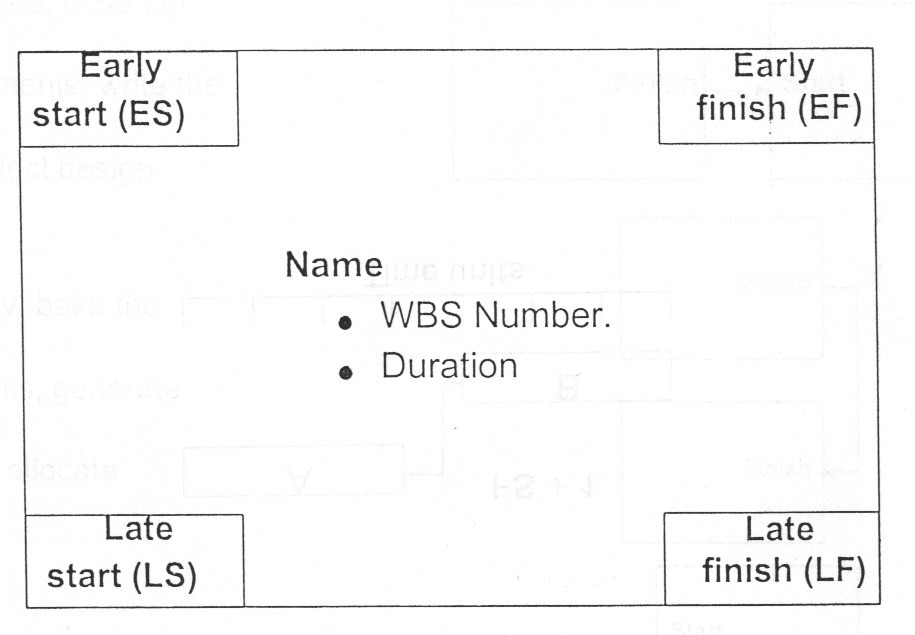 Early
start (ES)
Early
finish (EF)
Name
• WBS Number.
• Duration
Late
start (LS)
Late
finish (LF)